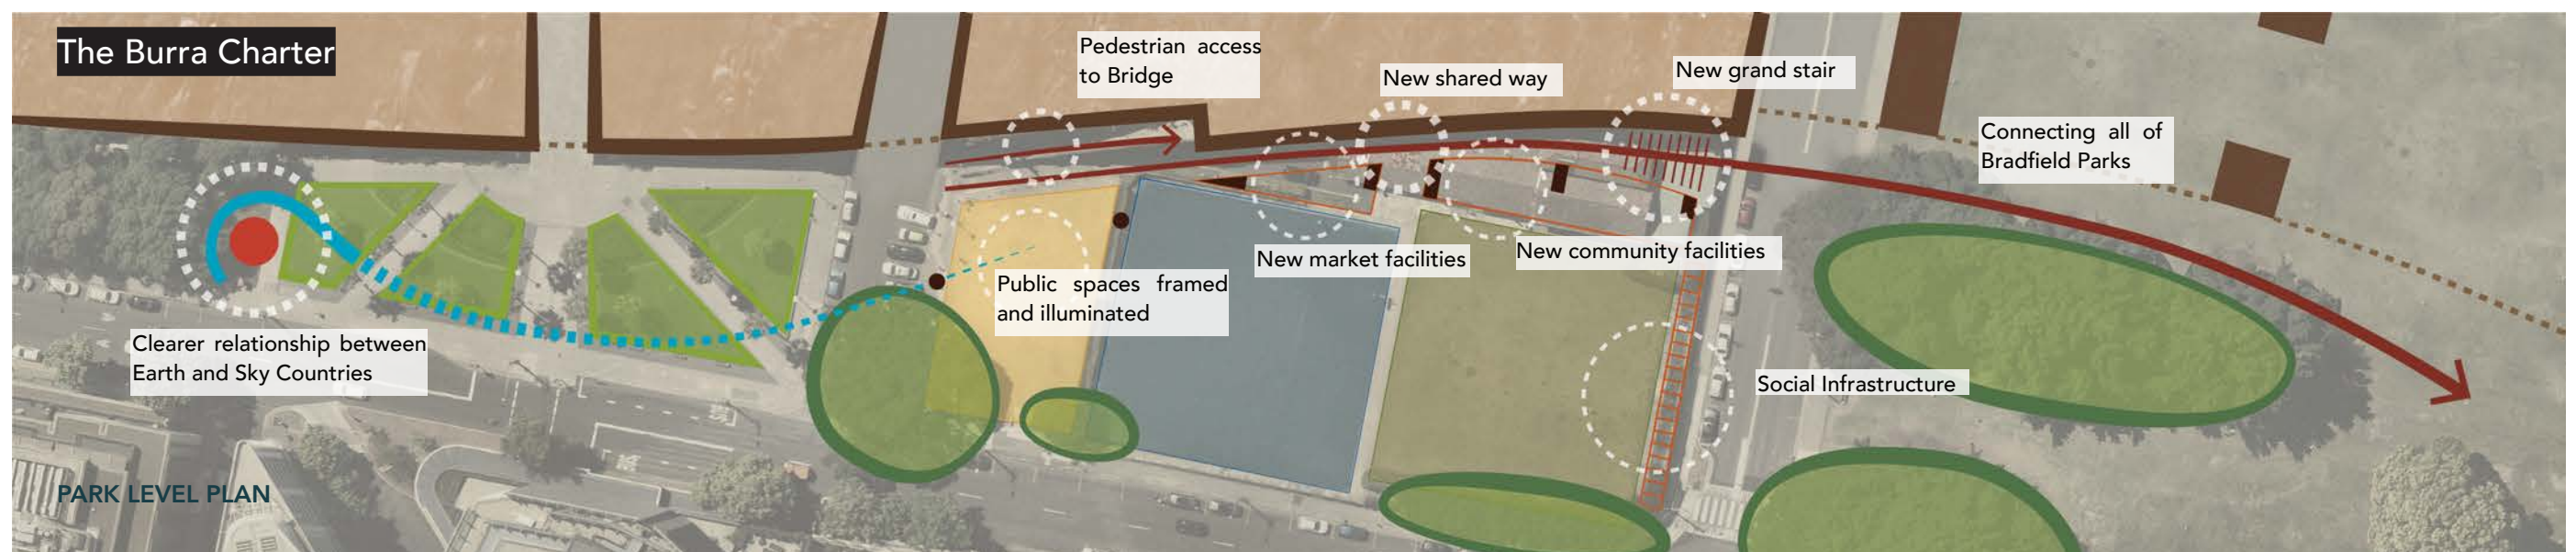 The Burra Charter
Pedestrian access
to Bridge
New shared way
New grand stair
Connecting all of
Bradfield Parks
New market facilities
New community facilities
Public spaces framed
and illuminated
Clearer relationship between
Earth and Sky Countries
Social Infrastructure
PARK LEVEL PLAN